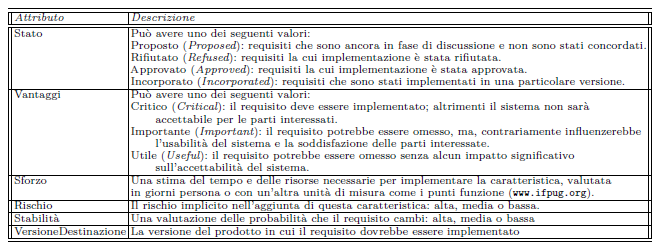 Attributo Descrizione
Stato Può avere uno dei seguenti valori:
Proposto (Proposed): requisiti che sono ancora in fase di discussione e non sono stati concordati.
Rifiutato (Refused): requisiti la cui implementazione è stata rifiutata.
Approvato (Approved): requisiti la cui implementazione è stata approvata.
Incorporato (Incorporated): requisiti che sono stati implementati in una particolare versione.
Vantaggi Può avere uno dei seguenti valori:
Critico (Critical): il requisito deve essere implementato; altrimenti il sistema non sarà
accettabile per le parti interessati.
Importante (Important): il requisito potrebbe essere omesso, ma, contrariamente influenzerebbe
l'usabilità del sistema e la soddisfazione delle parti interessate.
Utile (Useful): il requisito potrebbe essere omesso senza alcun impatto significativo
sull'accettabilità del sistema.
Sforzo Una stima del tempo e delle risorse necessarie per implementare la caratteristica, valutata
in giorni persona o con un'altra unità di misura come i punti funzione (www.ifpug.org).
Rischio Il rischio implicito nell'aggiunta di questa caratteristica: alta, media o bassa.
Stabilità Una valutazione delle probabilità che il requisito cambi: alta, media o bassa
VersioneDestinazione La versione del prodotto in cui il requisito dovrebbe essere implementato